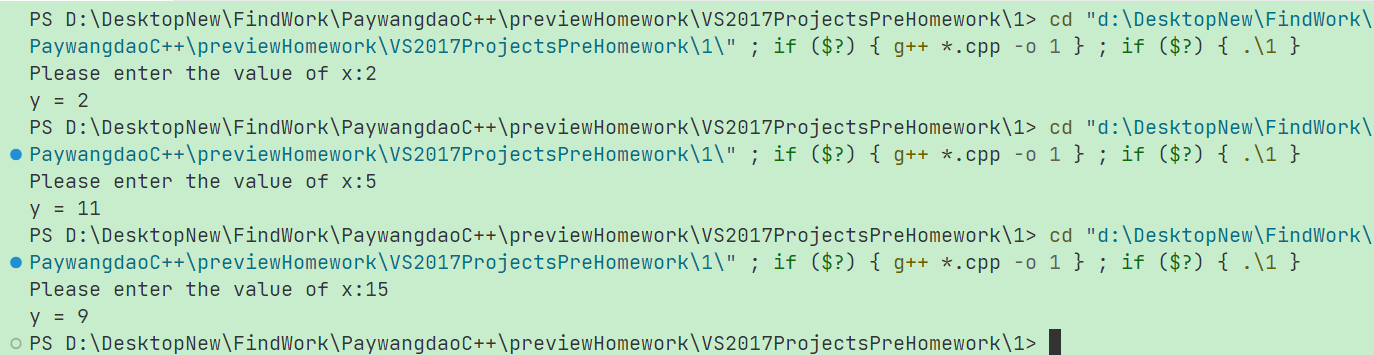 PS D:\DesktopNew\FindWork\PaywangdaoC++\previewHomework\VS2017ProjectsPreHomework\1> cd "d:\DesktopNew\FindWork\
PaywangdaoC++\previewHomework\VS2017ProjectsPreHomework\1\" ; if ($?) { g++ *.cpp -o 1 } ; if ($?) { .\1 }
Please enter the value of x:2
y = 2
PS D:\DesktopNew\FindWork\PaywangdaoC++\previewHomework\VS2017ProjectsPreHomework\1> cd "d:\DesktopNew\FindWork\
PaywangdaoC++\previewHomework\VS2017ProjectsPreHomework\1\" ; if ($?) { g++ *.cpp -o 1 } ; if ($?) { .\1 }
Please enter the value of x:5
y = 11
PS D:\DesktopNew\FindWork\PaywangdaoC++\previewHomework\VS2017ProjectsPreHomework\1> cd "d:\DesktopNew\FindWork\
PaywangdaoC++\previewHomework\VS2017ProjectsPreHomework\1\" ; if ($?) { g++ *.cpp -o 1 } ; if ($?) { .\1 }
Please enter the value of x:15
y = 9
PS D:\DesktopNew\FindWork\PaywangdaoC++\previewHomework\VS2017ProjectsPreHomework\1>